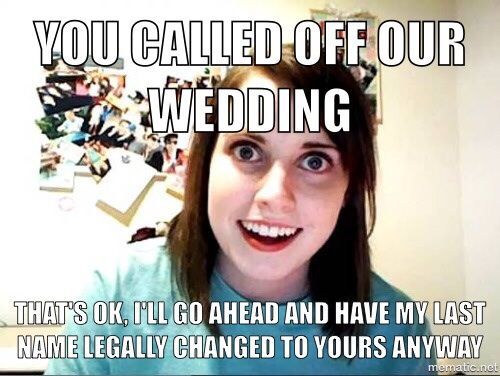 YOU CALLED OFF OUR
WEDDING
THAT'S OK, I'LL GO AHEAD AND HAVE MY LAST
NAME LEGALLY CHANGED TO YOURS ANYWAY
mematic.net